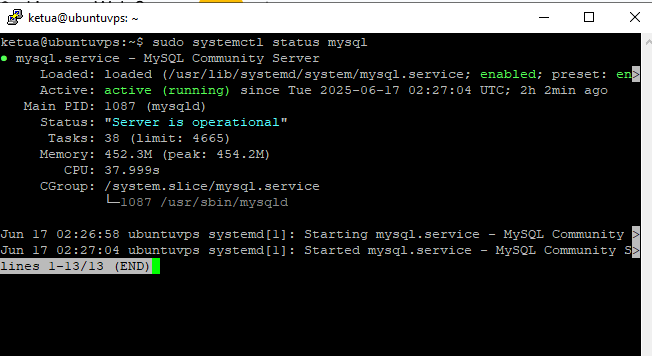 ketua@ubuntuvps: ~
ketua@ubuntuvps:~$ sudo systemctl status mysql
● mysql.service - MySQL Community Server
Loaded: loaded (/usr/lib/systemd/system/mysql.service; enabled; preset: en>
Active: active (running) since Tue 2025-06-17 02:27:04 UTC; 2h 2min ago
Main PID: 1087 (mysqld)
Status: "Server is operational"
Tasks: 38 (limit: 4665)
Memory: 452.3M (peak: 454.2M)
CPU: 37.999s
CGroup: /system.slice/mysql.service
└─1087 /usr/sbin/mysqld
Jun 17 02:26:58 ubuntuvps systemd[1]: Starting mysql.service - MySQL Community >
Jun 17 02:27:04 ubuntuvps systemd[1]: Started mysql.service - MySQL Community S>
lines 1-13/13 (END)